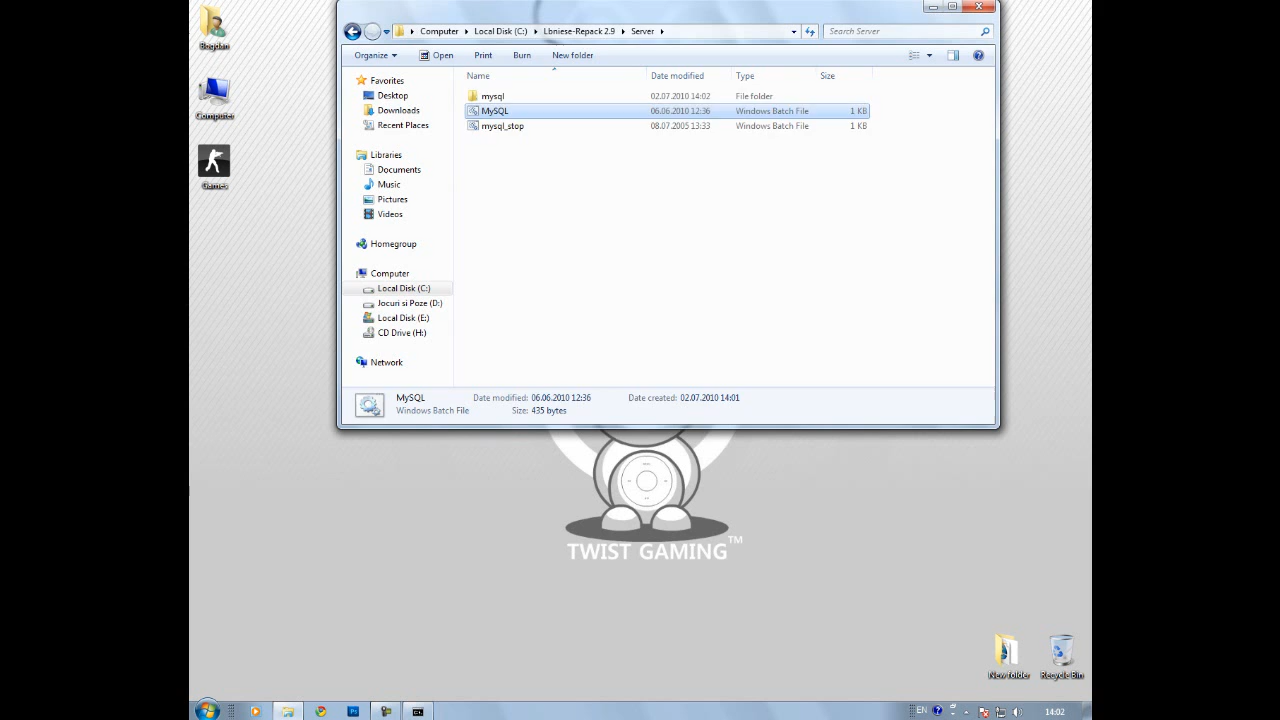 Bogdan
Computer
Games
Computer Local Disk (C:) Lbniese-Repack 2.9 Server
Search Server
Organize Open Print Burn New folder
Name Date modified Type Size
mysql 02.07.2010 14:02 File folder
MySQL 06.06.2010 12:36 Windows Batch File 1 KB
mysql_stop 08.07.2005 13:33 Windows Batch File 1 KB
Favorites
Desktop
Downloads
Recent Places
Libraries
Documents
Music
Pictures
Videos
Homegroup
Computer
Local Disk (C:)
Jocuri si Poze (D:)
Local Disk (E:)
CD Drive (H:)
Network
MySQL Date modified: 06.06.2010 12:36 Date created: 02.07.2010 14:01
Windows Batch File Size: 435 bytes
TWIST GAMING™
New folder
Recycle Bin
EN 14:02